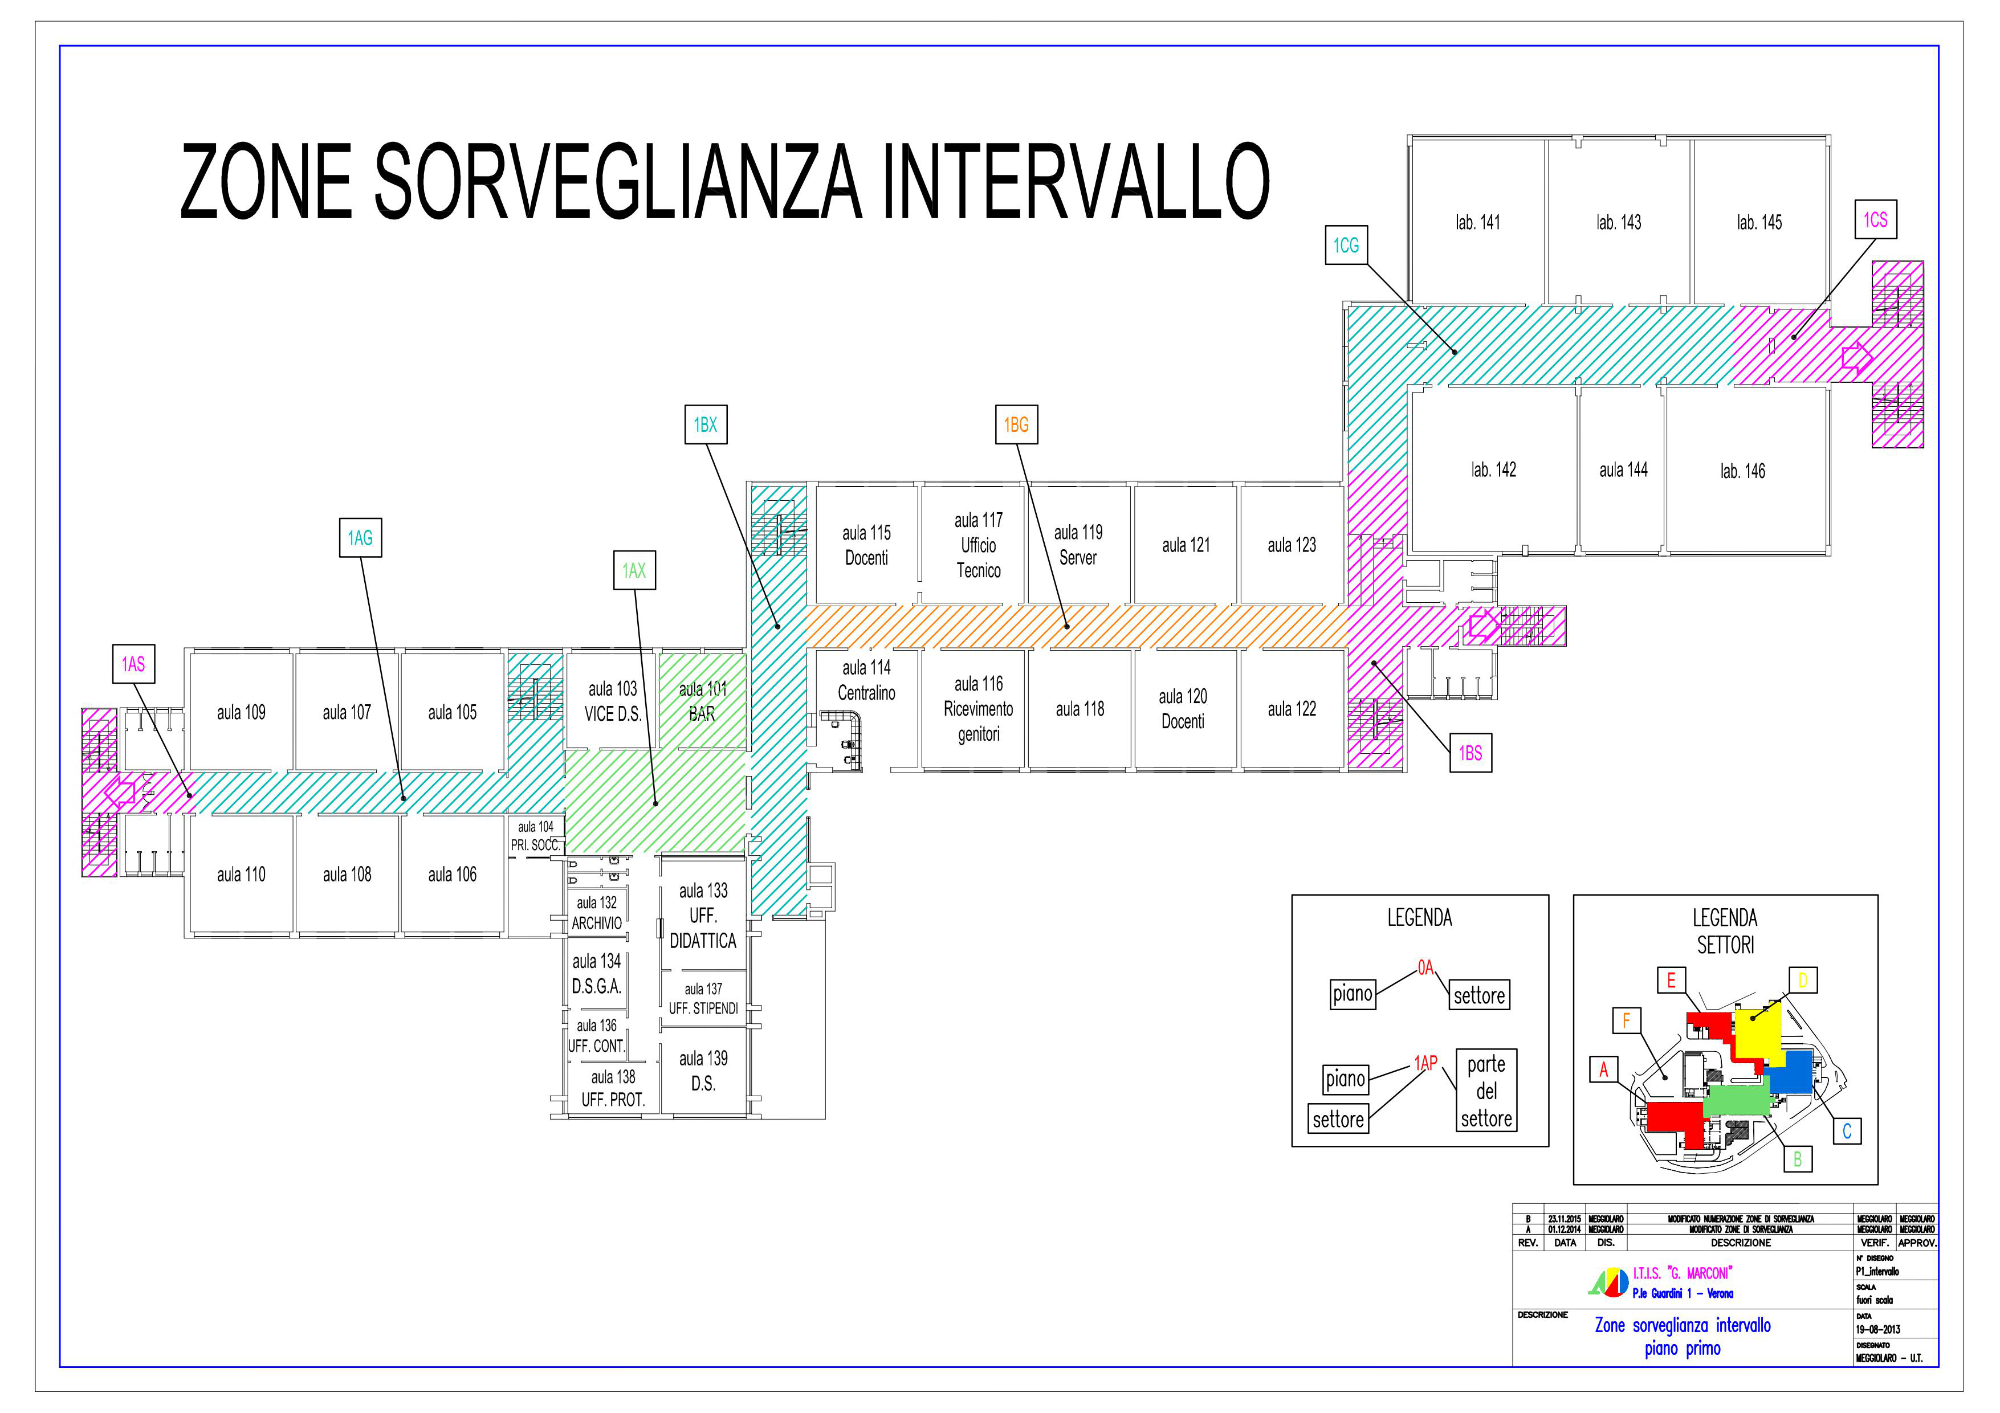 ZONE SORVEGLIANZA INTERVALLO
lab. 141
lab. 143
lab. 145
1CS
1CG
1BX
1BG
lab. 142
aula 144
lab. 146
1AG
1AX
aula 115
Docenti
aula 117
Ufficio
Tecnico
aula 119
Server
aula 121
aula 123
1AS
aula 109
aula 107
aula 105
aula 103
VICE D.S.
aula 101
BAR
aula 114
Centralino
aula 116
Ricevimento
genitori
aula 118
aula 120
Docenti
aula 122
1BS
aula 110
aula 108
aula 106
aula 104
PRI. SOCC.
aula 132
ARCHIVIO
aula 133
UFF.
DIDATTICA
aula 134
D.S.G.A.
aula 137
UFF. STIPENDI
aula 136
UFF. CONT.
aula 139
D.S.
aula 138
UFF. PROT.
LEGENDA
0A
piano
settore
1AP
piano
settore
parte
del
settore
LEGENDA
SETTORI
E
D
F
A
C
B
B 23.11.2015 MEGGIOLARO MODIFICATO NUMERAZIONE ZONE DI SORVEGLIANZA MEGGIOLARO MEGGIOLARO
A 01.12.2014 MEGGIOLARO MODIFICATO ZONE DI SORVEGLIANZA MEGGIOLARO MEGGIOLARO
REV. DATA DIS. DESCRIZIONE VERIF. APPROV.
I.T.I.S. "G. MARCONI"
P.le Guardini 1 - Verona
N° DISEGNO
P1_intervallo
SCALA
fuori scala
DESCRIZIONE
Zone sorveglianza intervallo
piano primo
DATA
19-08-2013
DISEGNATO
MEGGIOLARO - U.T.